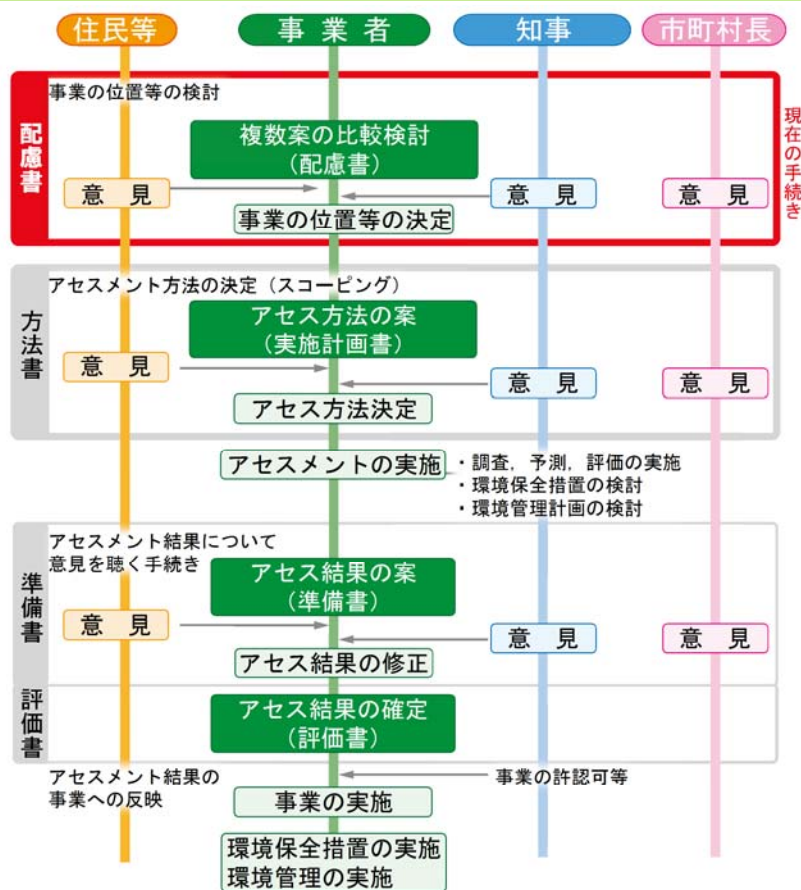 住民等
事業者
知事
市町村長
配慮書
現在の手続き
事業の位置等の検討
複数案の比較検討
（配慮書）
意見
意見
意見
事業の位置等の決定
方法書
アセスメント方法の決定（スコーピング）
アセス方法の案
（実施計画書）
意見
意見
意見
アセス方法決定
アセスメントの実施
・調査，予測，評価の実施
・環境保全措置の検討
・環境管理計画の検討
準備書
アセスメント結果について
意見を聴く手続き
アセス結果の案
（準備書）
意見
意見
意見
アセス結果の修正
評価書
アセス結果の確定
（評価書）
アセスメント結果の
事業への反映
事業の許認可等
事業の実施
環境保全措置の実施
環境管理の実施